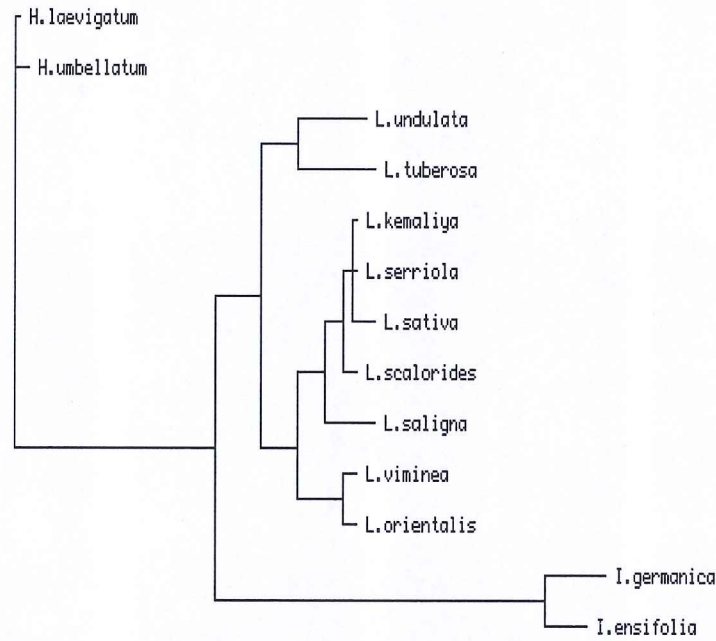 H.laevigatum
H.umbellatum
L.undulata
L.tuberosa
L.kemaliya
L.serriola
L.sativa
L.scalorides
L.saligna
L.viminea
L.orientalis
I.germanica
I.ensifolia